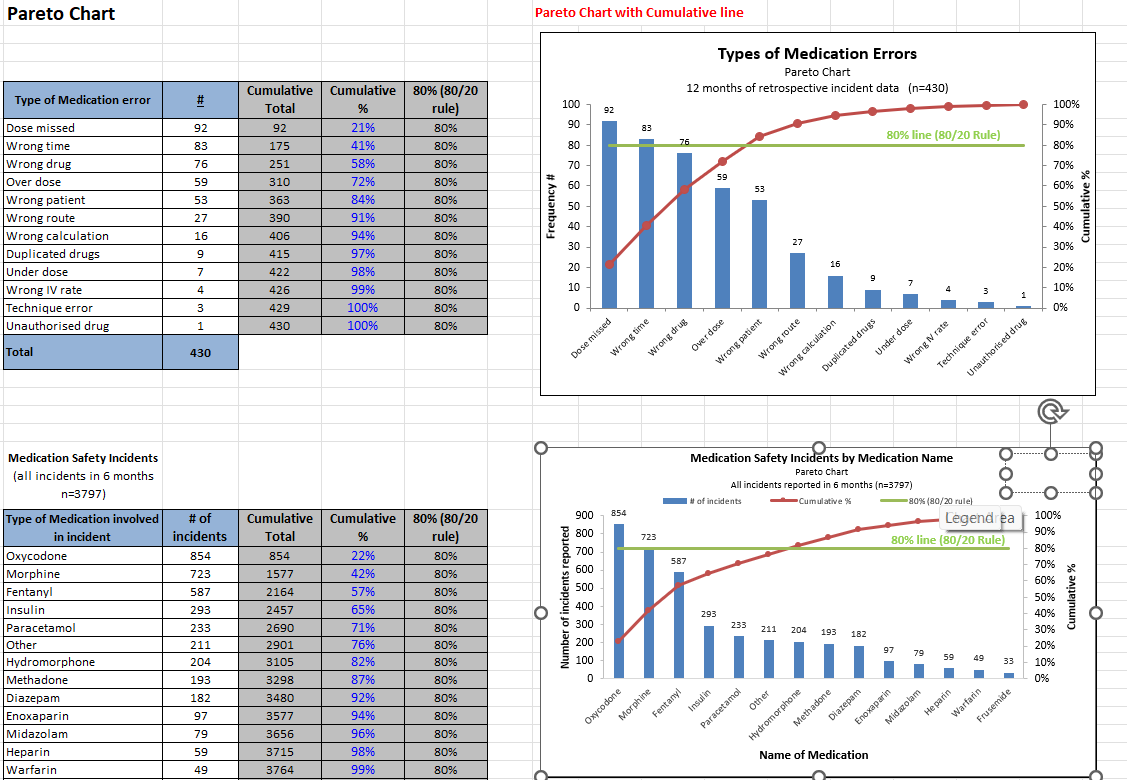 Pareto Chart
Pareto Chart with Cumulative line
Type of Medication error # Cumulative Total Cumulative % 80% (80/20 rule)
Dose missed 92 92 21% 80%
Wrong time 83 175 41% 80%
Wrong drug 76 251 58% 80%
Over dose 59 310 72% 80%
Wrong patient 53 363 84% 80%
Wrong route 27 390 91% 80%
Wrong calculation 16 406 94% 80%
Duplicated drugs 9 415 97% 80%
Under dose 7 422 98% 80%
Wrong IV rate 4 426 99% 80%
Technique error 3 429 100% 80%
Unauthorised drug 1 430 100% 80%
Total 430
Types of Medication Errors
Pareto Chart
12 months of retrospective incident data (n=430)
Frequency #
100
90
80
70
60
50
40
30
20
10
0
92
83
76
59
53
27
16
9
7
4
3
1
80% line (80/20 Rule)
100%
90%
80%
70%
60%
50%
40%
30%
20%
10%
0%
Cumulative %
Dose missed
Wrong time
Wrong drug
Over dose
Wrong patient
Wrong route
Wrong calculation
Duplicated drugs
Under dose
Wrong IV rate
Technique error
Unauthorised drug
Medication Safety Incidents
(all incidents in 6 months
n=3797)
Type of Medication involved in incident # of incidents Cumulative Total Cumulative % 80% (80/20 rule)
Oxycodone 854 854 22% 80%
Morphine 723 1577 42% 80%
Fentanyl 587 2164 57% 80%
Insulin 293 2457 65% 80%
Paracetamol 233 2690 71% 80%
Other 211 2901 76% 80%
Hydromorphone 204 3105 82% 80%
Methadone 193 3298 87% 80%
Diazepam 182 3480 92% 80%
Enoxaparin 97 3577 94% 80%
Midazolam 79 3656 96% 80%
Heparin 59 3715 98% 80%
Warfarin 49 3764 99% 80%
Medication Safety Incidents by Medication Name
Pareto Chart
All incidents reported in 6 months (n=3797)
# of incidents Cumulative % 80% (80/20 rule)
Legend ea
Number of incidents reported
900
800
700
600
500
400
300
200
100
0
854
723
587
293
233
211
204
193
182
97
79
59
49
33
80% line (80/20 Rule)
100%
90%
80%
70%
60%
50%
40%
30%
20%
10%
0%
Cumulative %
Oxycodone
Morphine
Fentanyl
Insulin
Paracetamol
Other
Hydromorphone
Methadone
Diazepam
Enoxaparin
Midazolam
Heparin
Warfarin
Frusemide
Name of Medication